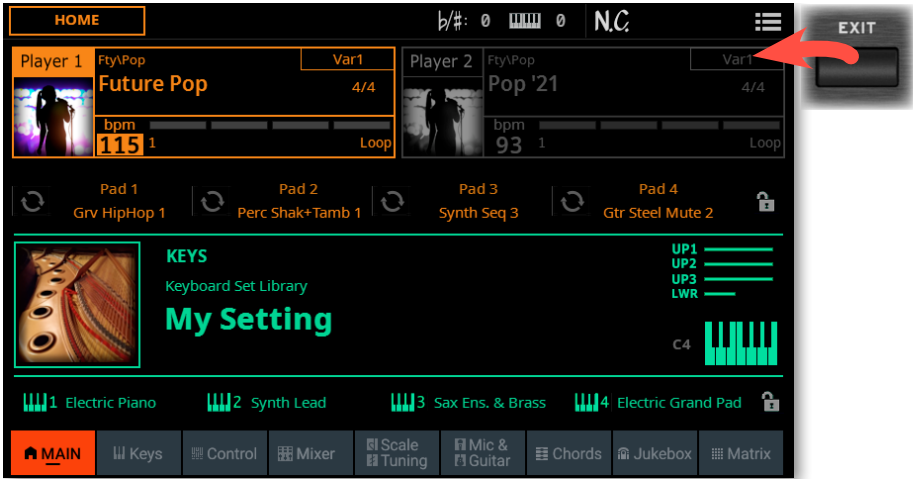 HOME
b/#: 0 0 N.C.
EXIT
Player 1 Fty\Pop Var1
Future Pop 4/4
bpm
115 1 Loop
Player 2 Fty\Pop Var1
Pop '21 4/4
bpm
93 1 Loop
Pad 1
Grv HipHop 1
Pad 2
Perc Shak+Tamb 1
Pad 3
Synth Seq 3
Pad 4
Gtr Steel Mute 2
KEYS
Keyboard Set Library
My Setting
UP1
UP2
UP3
LWR
C4
1 Electric Piano
2 Synth Lead
3 Sax Ens. & Brass
4 Electric Grand Pad
MAIN
Keys
Control
Mixer
Scale
Tuning
Mic &
Guitar
Chords
Jukebox
Matrix